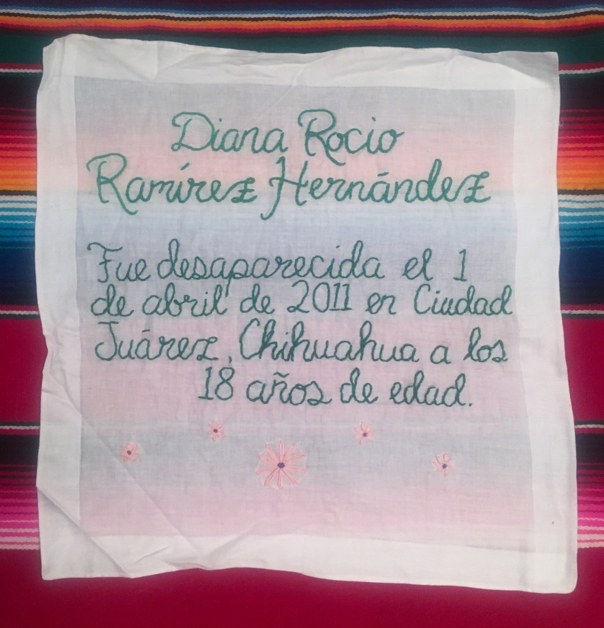 Diana Rocio
Ramírez Hernández
Fue desaparecida el 1
de abril de 2011 en Ciudad
Juárez, Chihuahua a los
18 años de edad.